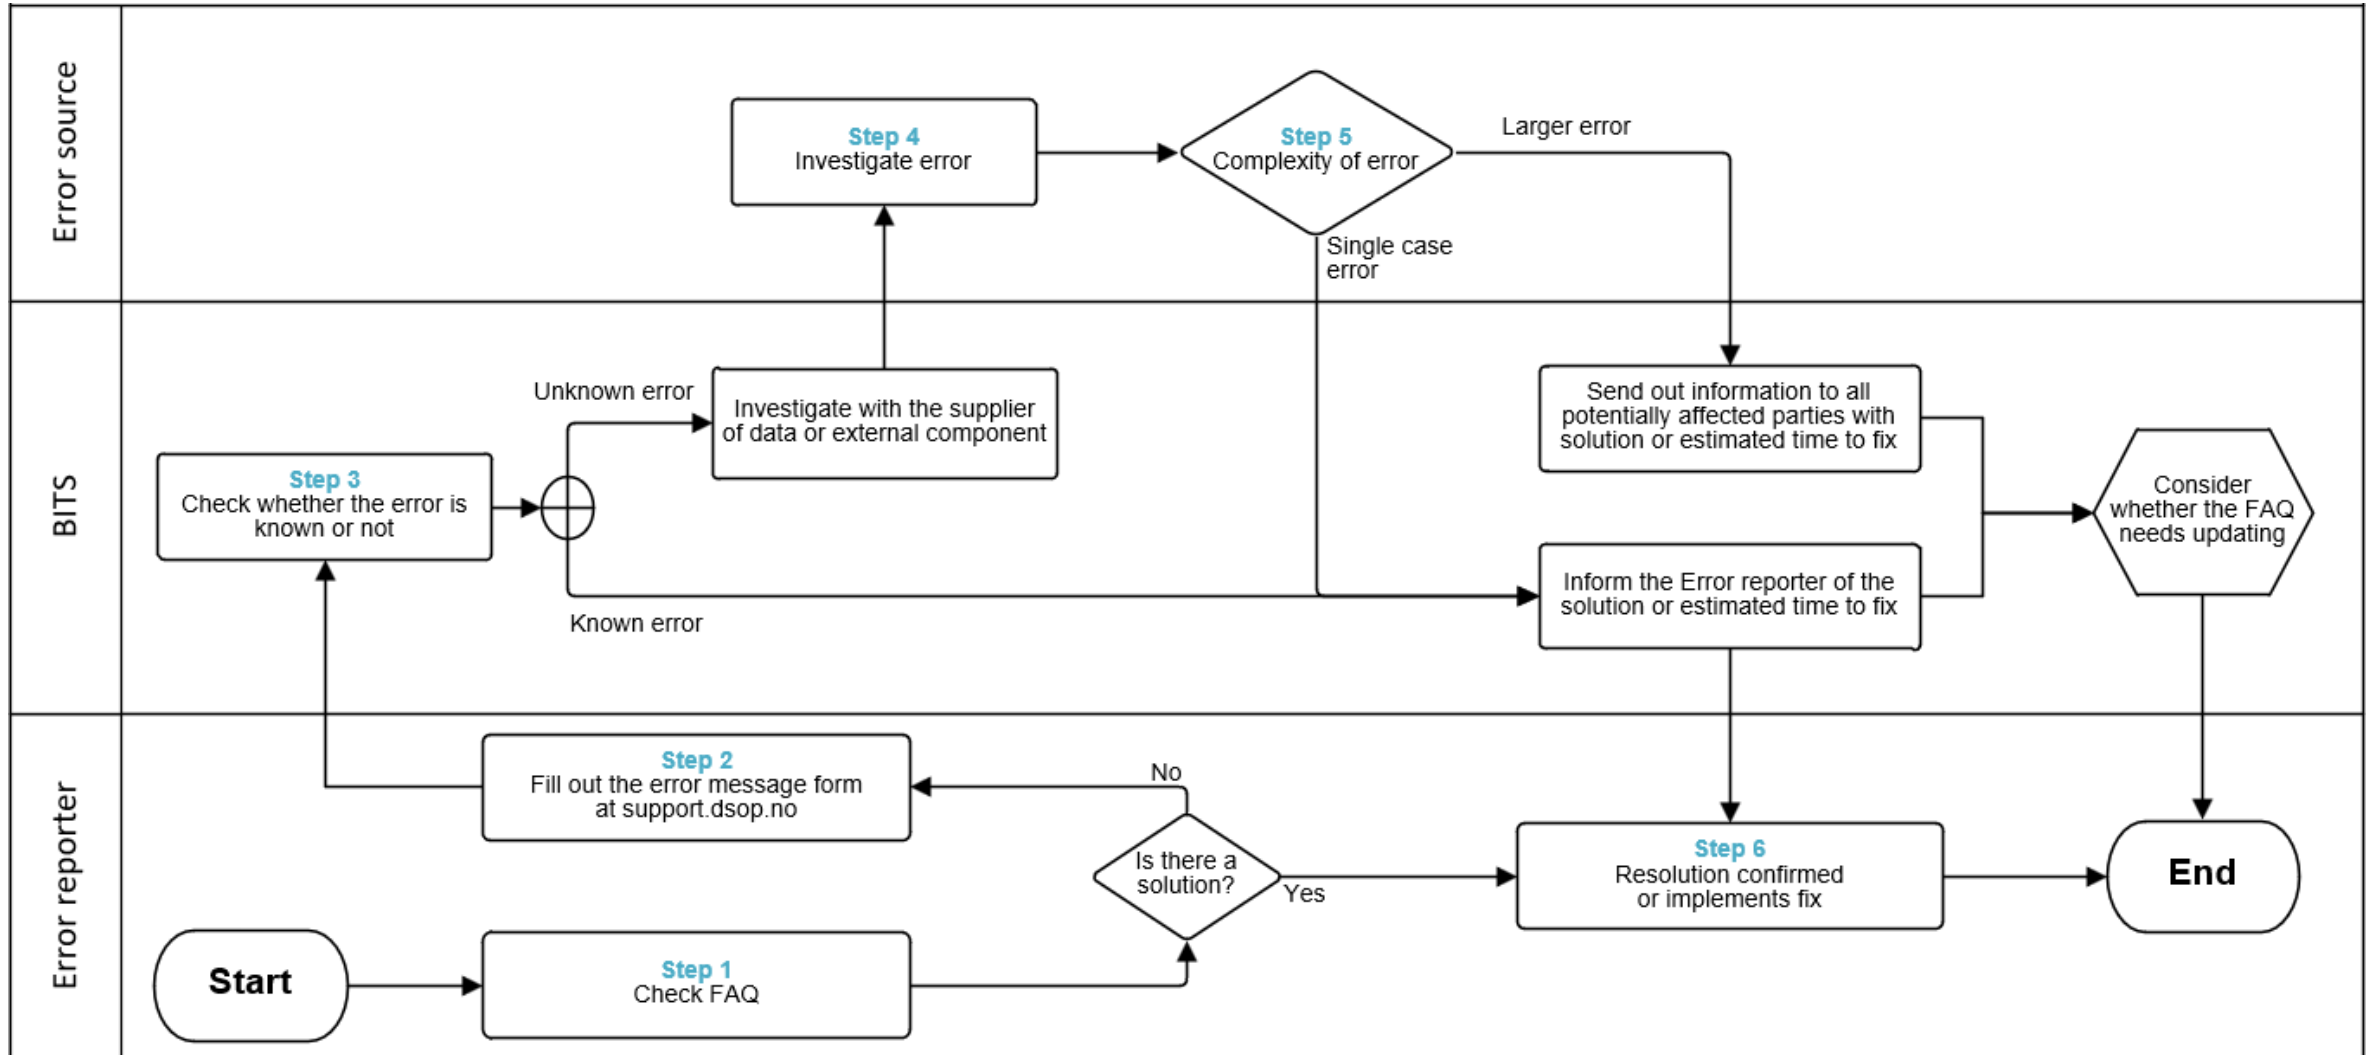 Error source
Step 4
Investigate error
Step 5
Complexity of error
Larger error
Single case
error
BITS
Step 3
Check whether the error is
known or not
Unknown error
Known error
Investigate with the supplier
of data or external component
Send out information to all
potentially affected parties with
solution or estimated time to fix
Inform the Error reporter of the
solution or estimated time to fix
Consider
whether the FAQ
needs updating
Error reporter
Step 2
Fill out the error message form
at support.dsop.no
No
Is there a
solution?
Yes
Step 6
Resolution confirmed
or implements fix
End
Start
Step 1
Check FAQ